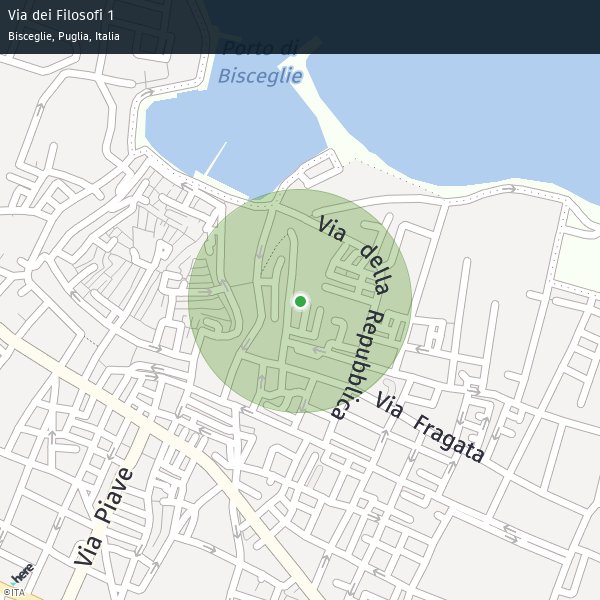 Via dei Filosofi 1
Bisceglie, Puglia, Italia
Porto di
Bisceglie
Via della Repubblica
Via Fragata
Via Piave
here
©ITA